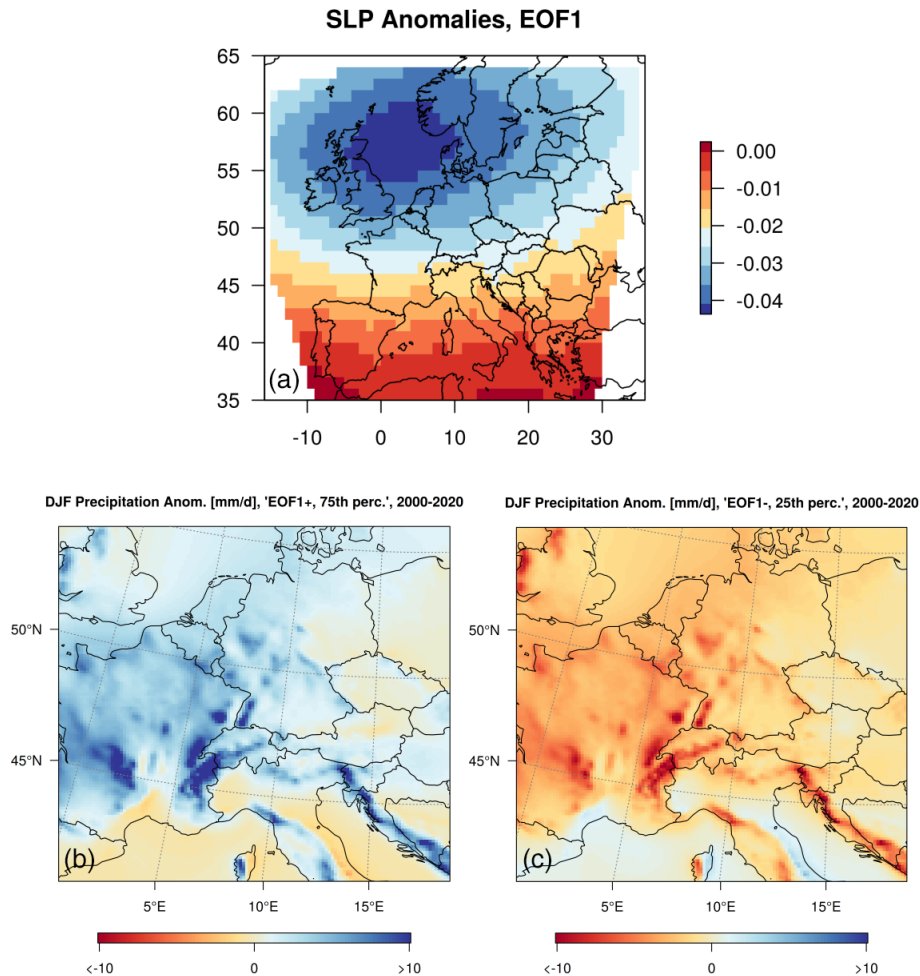 SLP Anomalies, EOF1
65
60
55
50
45
40
35
(a)
-10 0 10 20 30
0.00
-0.01
-0.02
-0.03
-0.04
DJF Precipitation Anom. [mm/d], 'EOF1+, 75th perc.', 2000-2020
50°N
45°N
(b)
5°E 10°E 15°E
<-10 0 >10
DJF Precipitation Anom. [mm/d], 'EOF1-, 25th perc.', 2000-2020
50°N
45°N
(c)
5°E 10°E 15°E
<-10 0 >10